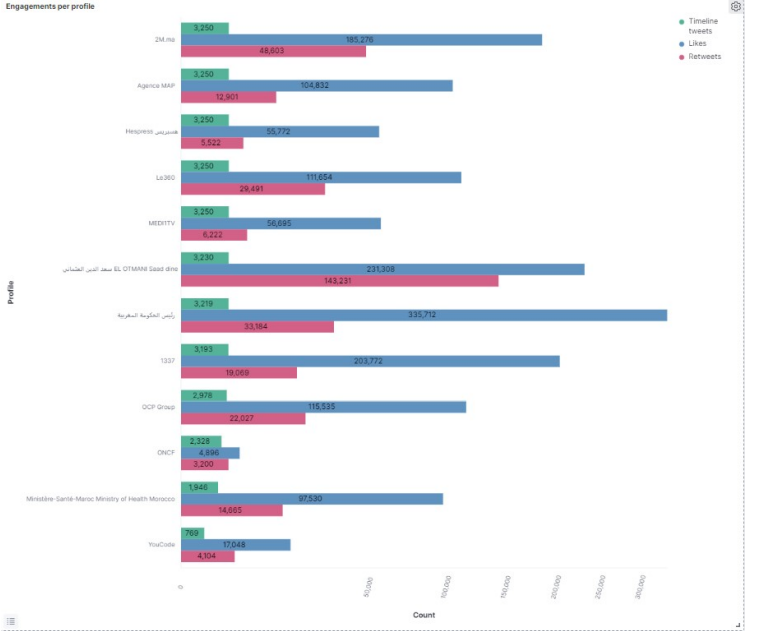 Engagements per profile
Timeline
tweets
Likes
Retweets
Profile
2M.ma
3,250
185,276
48,603
Agence MAP
3,250
104,832
12,901
Hespress هسبريس
3,250
55,772
5,522
Le360
3,250
111,654
29,491
MEDI1TV
3,250
56,695
6,222
EL OTMANI Saad dine سعد الدين العثماني
3,230
231,308
143,231
رئيس الحكومة المغربية
3,219
335,712
33,184
1337
3,193
203,772
19,069
OCP Group
2,978
115,535
22,027
ONCF
2,328
4,896
3,200
Ministère-Santé-Maroc Ministry of Health Morocco
1,946
97,530
14,665
YouCode
769
17,048
4,104
0
50,000
100,000
150,000
200,000
250,000
300,000
Count